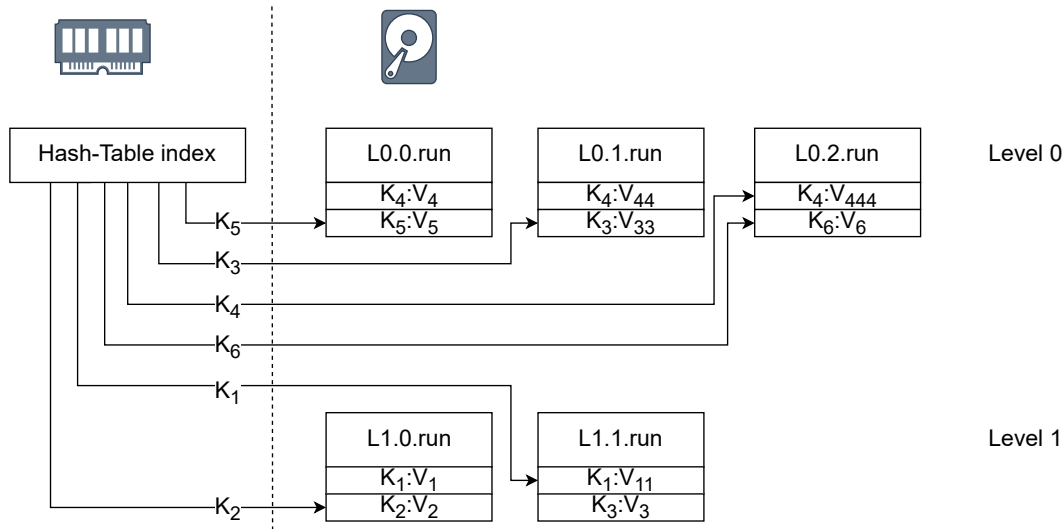 Hash-Table index
L0.0.run
L0.1.run
L0.2.run
Level 0
K₄:V₄
K₄:V₄₄
K₄:V₄₄₄
K₅:V₅
K₃:V₃₃
K₆:V₆
K₅
K₃
K₄
K₆
K₁
L1.0.run
L1.1.run
Level 1
K₁:V₁
K₁:V₁₁
K₂:V₂
K₃:V₃
K₂